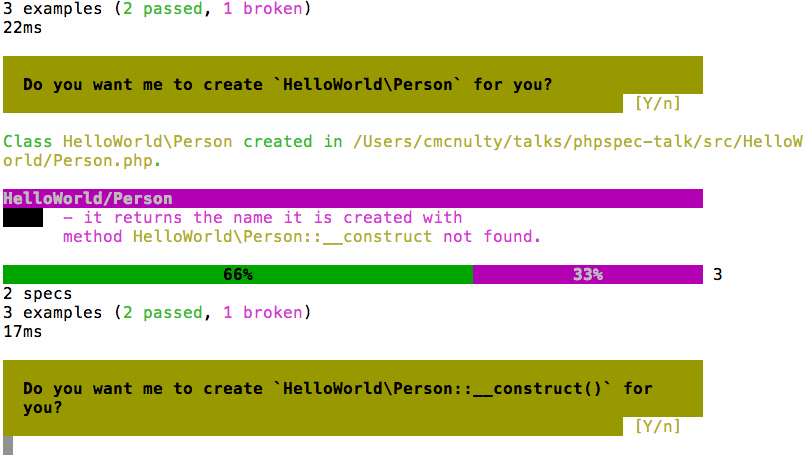 3 examples (2 passed, 1 broken)
22ms
Do you want me to create `HelloWorld\Person` for you?
[Y/n]
Class HelloWorld\Person created in /Users/cmcnulty/talks/phpspec-talk/src/HelloW
orld/Person.php.
HelloWorld/Person
– it returns the name it is created with
method HelloWorld\Person::__construct not found.
66% 33% 3
2 specs
3 examples (2 passed, 1 broken)
17ms
Do you want me to create `HelloWorld\Person::__construct()` for
you?
[Y/n]